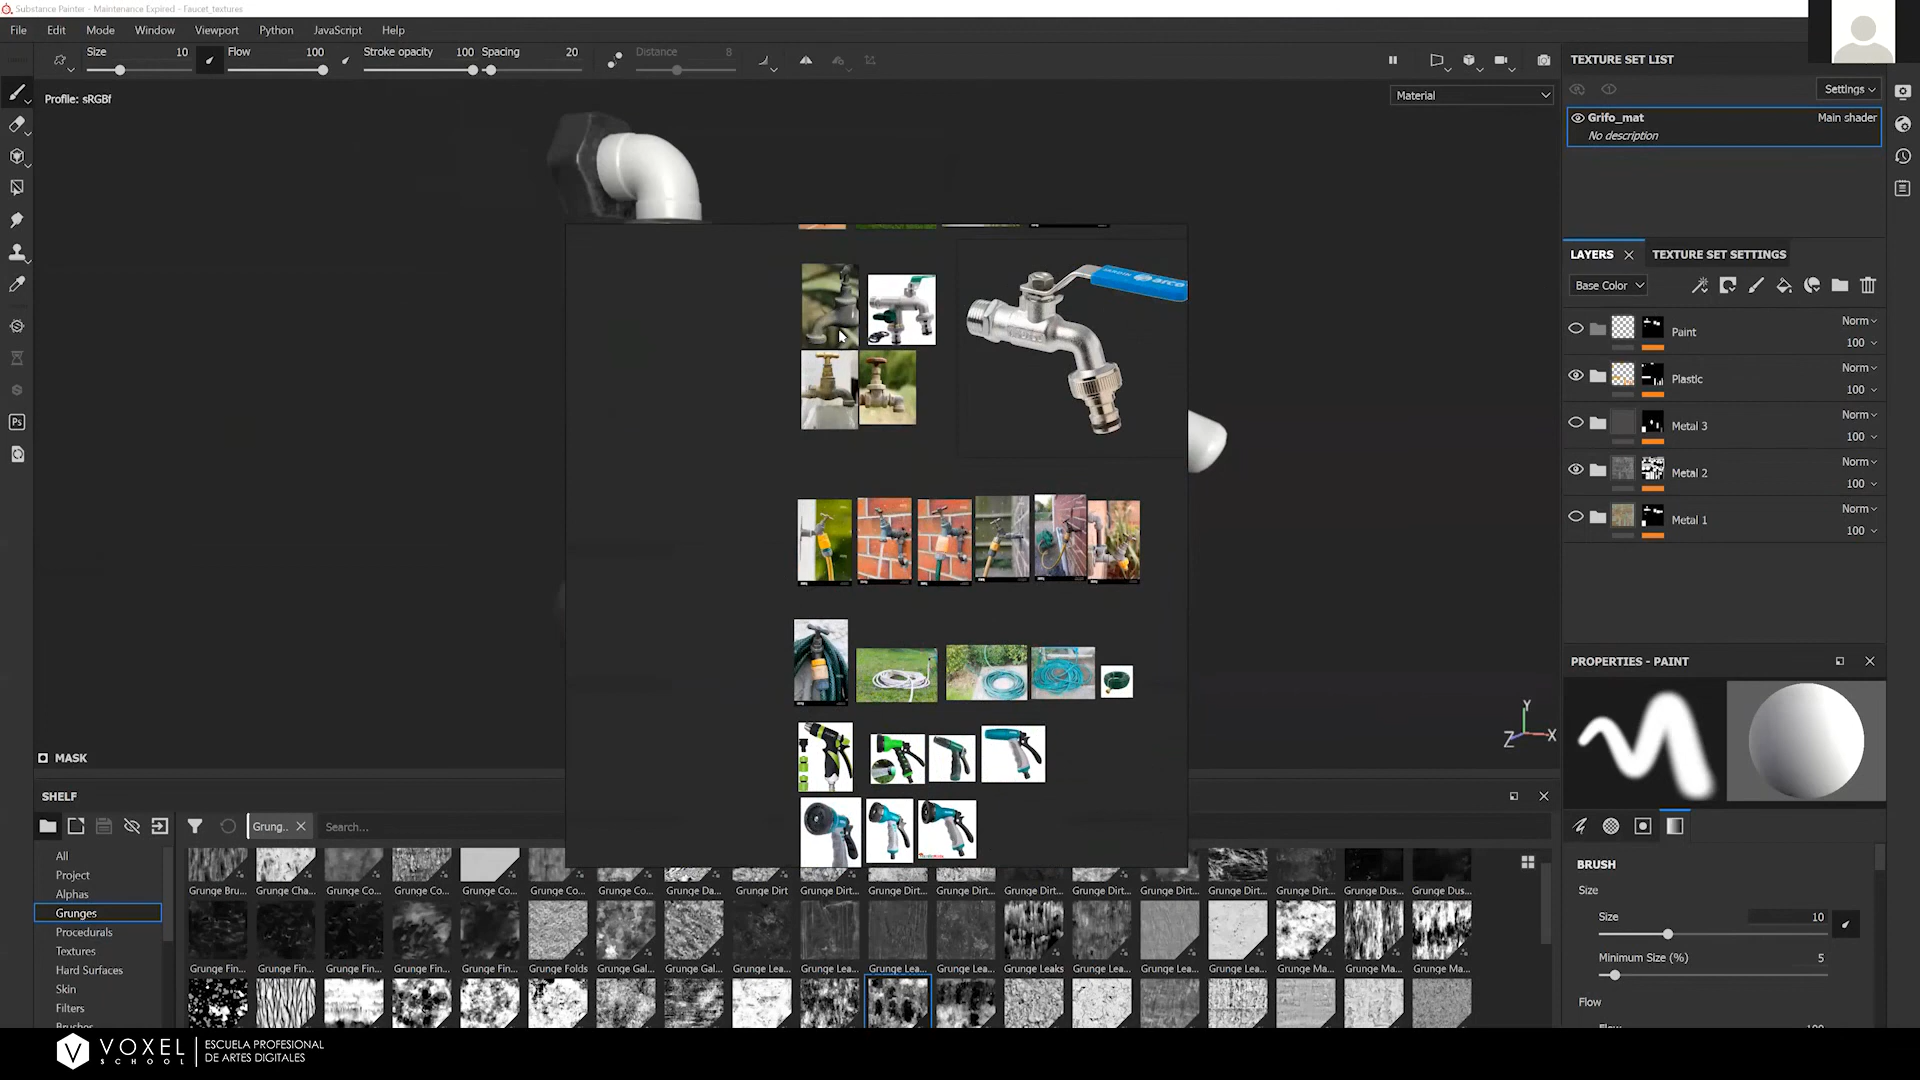 Substance Painter - Maintenance Expired - Faucet_textures
File Edit Mode Window Viewport Python JavaScript Help
Size 10 Flow 100 Stroke opacity 100 Spacing 20 Distance 8
Profile: sRGBf
Material
TEXTURE SET LIST
Settings
Grifo_mat Main shader
No description
LAYERS TEXTURE SET SETTINGS
Base Color
Paint Norm 100
Plastic Norm 100
Metal 3 Norm 100
Metal 2 Norm 100
Metal 1 Norm 100
JARDIN arco
Ps
Y
Z X
MASK
PROPERTIES - PAINT
SHELF
Grung.. Search...
All
Project
Alphas
Grunges
Procedurals
Textures
Hard Surfaces
Skin
Filters
Brushes
Grunge Bru... Grunge Cha... Grunge Co... Grunge Co... Grunge Co... Grunge Co... Grunge Co... Grunge Da... Grunge Dirt Grunge Dirt... Grunge Dirt... Grunge Dirt... Grunge Dirt... Grunge Dirt... Grunge Dirt... Grunge Dirt... Grunge Dirt... Grunge Dus... Grunge Dus...
Grunge Fin... Grunge Fin... Grunge Fin... Grunge Fin... Grunge Fin... Grunge Folds Grunge Gal... Grunge Gal... Grunge Lea... Grunge Lea... Grunge Lea... Grunge Lea... Grunge Leaks Grunge Lea... Grunge Lea... Grunge Lea... Grunge Ma... Grunge Ma... Grunge Ma...
BRUSH
Size
Size 10
Minimum Size (%) 5
Flow
VOXEL SCHOOL
ESCUELA PROFESIONAL
DE ARTES DIGITALES